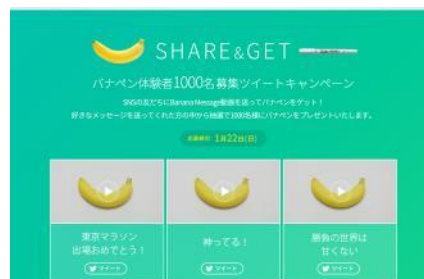 SHARE&GET
バナペン体験者1000名募集ツイートキャンペーン
SNSの友だちにBanana Message動画を送ってバナペンをゲット！
好きなメッセージを送ってくれた方の中から抽選で1000名様にバナペンをプレゼントいたします。
応募締切 1月22日(日)
東京マラソン
出場おめでとう！
神ってる！
勝負の世界は
甘くない
ツイート
ツイート
ツイート